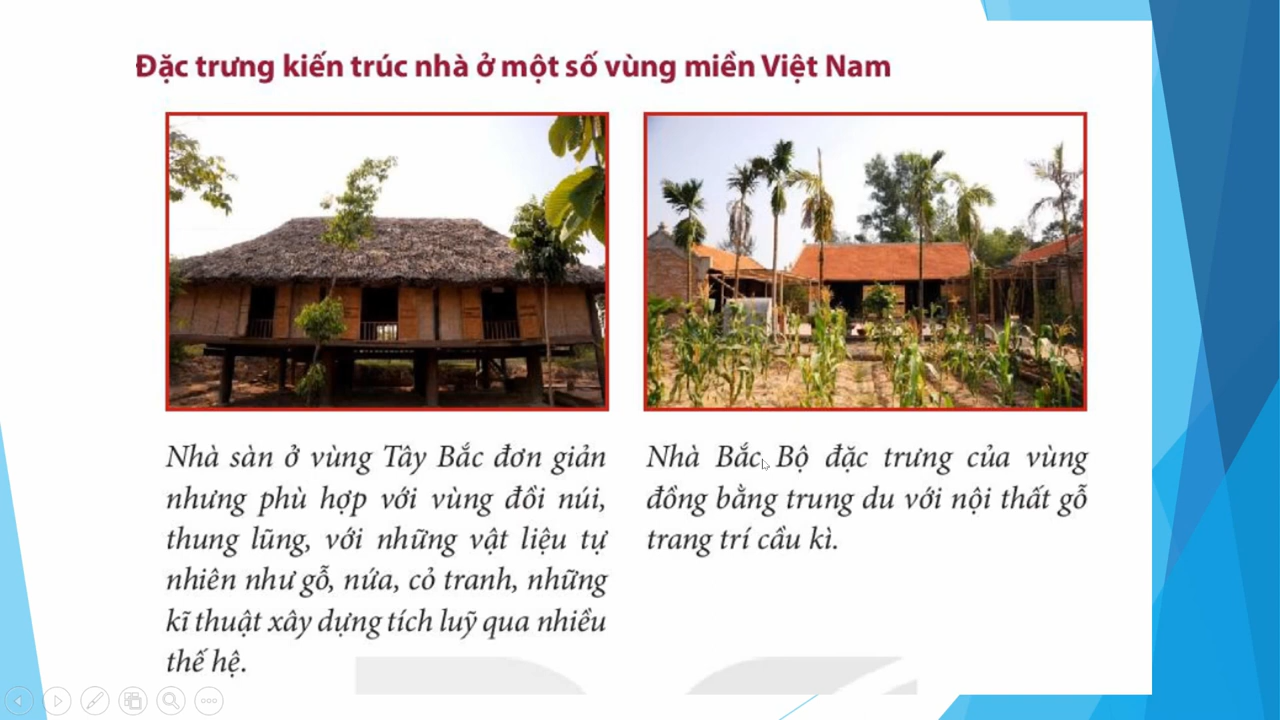 Đặc trưng kiến trúc nhà ở một số vùng miền Việt Nam
Nhà sàn ở vùng Tây Bắc đơn giản
nhưng phù hợp với vùng đồi núi,
thung lũng, với những vật liệu tự
nhiên như gỗ, nứa, cỏ tranh, những
kĩ thuật xây dựng tích luỹ qua nhiều
thế hệ.
Nhà Bắc Bộ đặc trưng của vùng
đồng bằng trung du với nội thất gỗ
trang trí cầu kì.